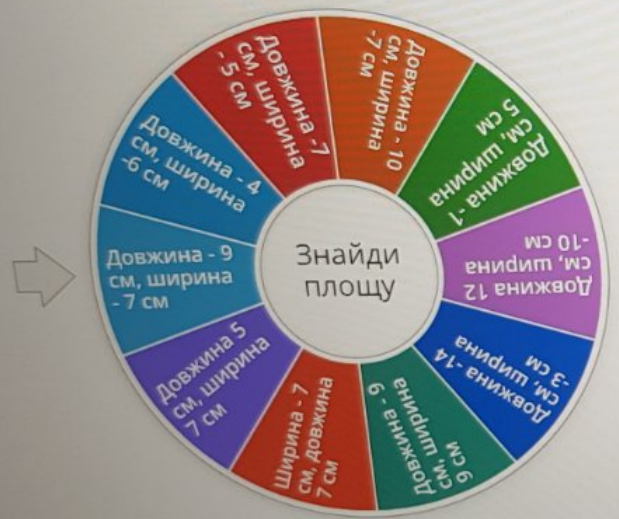 Знайди
площу
Довжина - 9
см, ширина
- 7 см
Довжина - 4
см, ширина
-6 см
Довжина -7
см, ширина
- 5 см
Довжина - 10
см, ширина
-7 см
Довжина -1
см, ширина
5 см
Довжина 12
см, ширина
-10 см
Довжина -14
см, ширина
-3 см
Довжина - 9
см, ширина
9 см
Ширина - 7
см, довжина
7 см
Довжина 5
см, ширина
7 см